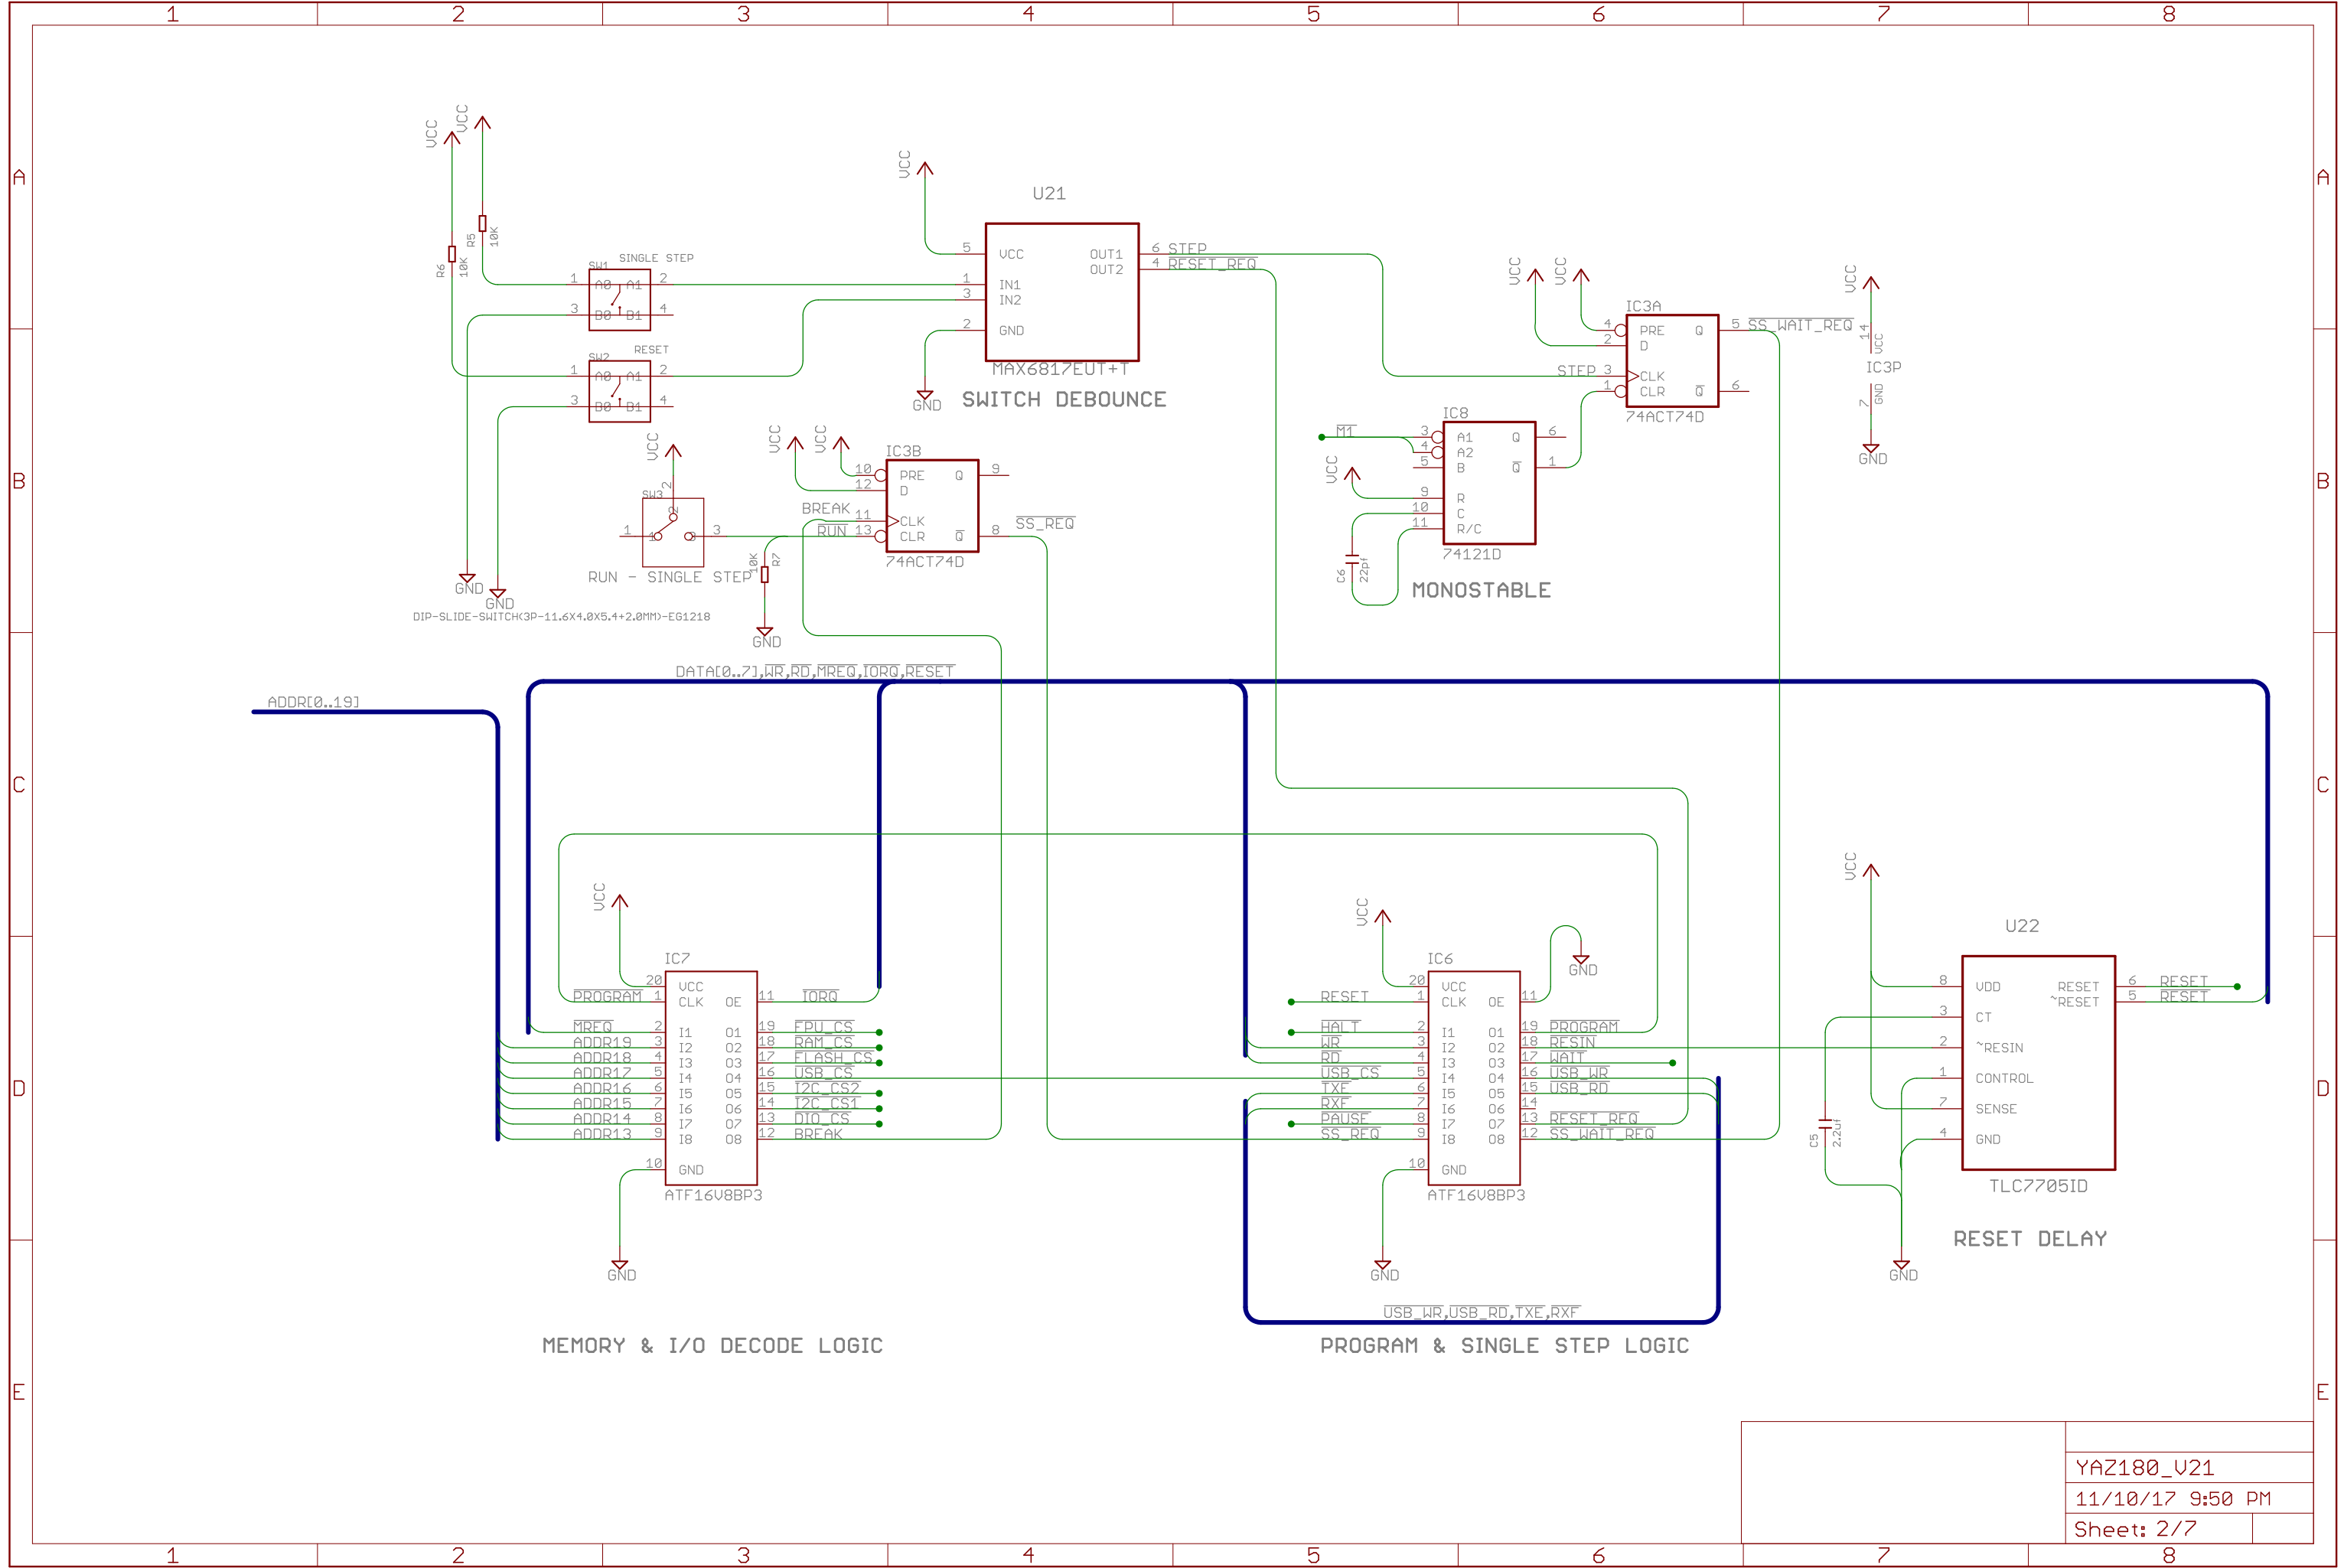 1 2 3 4 5 6 7 8
A A
B B
C C
D D
E E
VCC VCC
R5 10K
R6 10K
SINGLE STEP
SW1
1 A0 A1 2
3 B0 B1 4
RESET
SW2
1 A0 A1 2
3 B0 B1 4
GND GND
VCC
SW3
2
2
1 1 3 3
RUN - SINGLE STEP
DIP-SLIDE-SWITCH(3P-11.6X4.0X5.4+2.0MM)-EG1218
10K R7
GND
VCC
U21
5 VCC OUT1 6 STEP
OUT2 4 RESET_REQ
1 IN1
3 IN2
2 GND
MAX6817EUT+T
GND
SWITCH DEBOUNCE
VCC VCC
IC3B
10 PRE Q 9
12 D
BREAK 11 CLK
RUN 13 CLR Q 8 SS_REQ
74ACT74D
VCC VCC
IC3A
4 PRE Q 5 SS_WAIT_REQ
2 D
STEP 3 CLK
1 CLR Q 6
74ACT74D
VCC
14 VCC
IC3P
7 GND
GND
IC8
M1 3 A1 Q 6
4 A2
5 B Q 1
VCC
9 R
10 C
11 R/C
74121D
C6 22pf
MONOSTABLE
DATA[0..7],WR,RD,MREQ,IORQ,RESET
ADDR[0..19]
VCC
IC7
20 VCC
PROGRAM 1 CLK OE 11 IORQ
MREQ 2 I1 O1 19 FPU_CS
ADDR19 3 I2 O2 18 RAM_CS
ADDR18 4 I3 O3 17 FLASH_CS
ADDR17 5 I4 O4 16 USB_CS
ADDR16 6 I5 O5 15 I2C_CS2
ADDR15 7 I6 O6 14 I2C_CS1
ADDR14 8 I7 O7 13 DIO_CS
ADDR13 9 I8 O8 12 BREAK
10 GND
ATF16V8BP3
GND
MEMORY & I/O DECODE LOGIC
VCC
GND
IC6
20 VCC
RESET 1 CLK OE 11
HALT 2 I1 O1 19 PROGRAM
WR 3 I2 O2 18 RESIN
RD 4 I3 O3 17 WAIT
USB_CS 5 I4 O4 16 USB_WR
TXE 6 I5 O5 15 USB_RD
RXF 7 I6 O6 14
PAUSE 8 I7 O7 13 RESET_REQ
SS_REQ 9 I8 O8 12 SS_WAIT_REQ
10 GND
ATF16V8BP3
GND
USB_WR,USB_RD,TXE,RXF
PROGRAM & SINGLE STEP LOGIC
VCC
U22
8 VDD RESET 6 RESET
~RESET 5 RESET
7 SENSE
3 CT
2 ~RESIN
1 CONTROL
4 GND
TLC7705ID
C5 2.2uf
GND
RESET DELAY
YAZ180_V21
11/10/17 9:50 PM
Sheet: 2/7
1 2 3 4 5 6 7 8